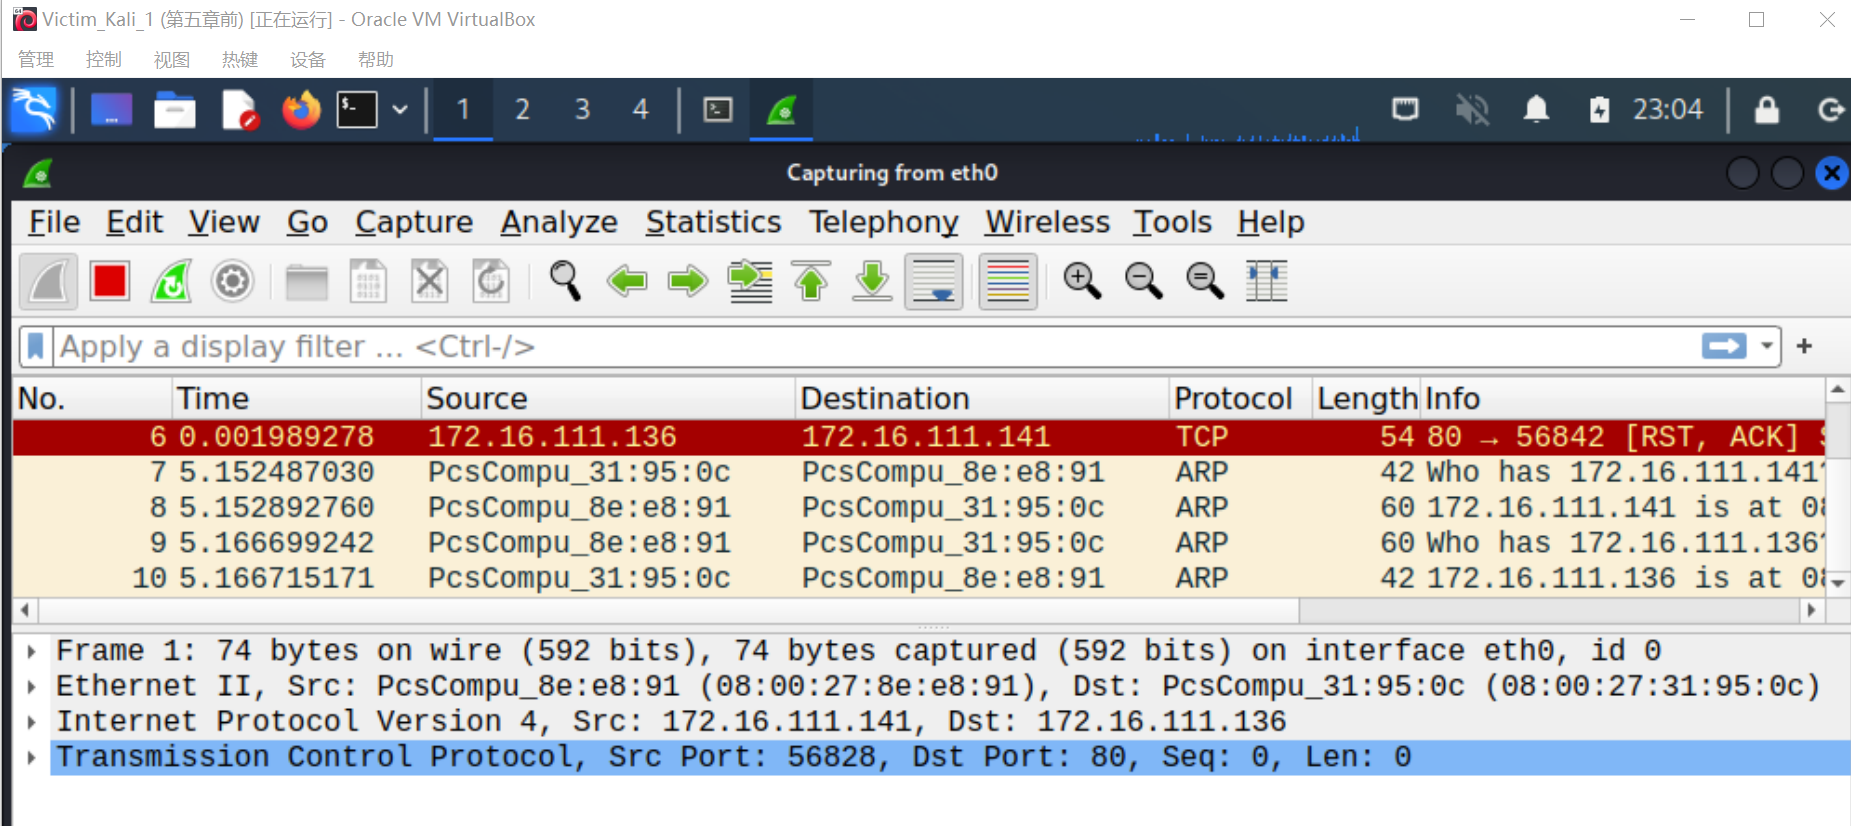 Victim_Kali_1 (第五章前) [正在运行] - Oracle VM VirtualBox
管理 控制 视图 热键 设备 帮助
1 2 3 4 23:04
Capturing from eth0
File Edit View Go Capture Analyze Statistics Telephony Wireless Tools Help
Apply a display filter ... <Ctrl-/>
No. Time Source Destination Protocol Length Info
6 0.001989278 172.16.111.136 172.16.111.141 TCP 54 80 → 56842 [RST, ACK]
7 5.152487030 PcsCompu_31:95:0c PcsCompu_8e:e8:91 ARP 42 Who has 172.16.111.141?
8 5.152892760 PcsCompu_8e:e8:91 PcsCompu_31:95:0c ARP 60 172.16.111.141 is at 08
9 5.166699242 PcsCompu_8e:e8:91 PcsCompu_31:95:0c ARP 60 Who has 172.16.111.136?
10 5.166715171 PcsCompu_31:95:0c PcsCompu_8e:e8:91 ARP 42 172.16.111.136 is at 08
Frame 1: 74 bytes on wire (592 bits), 74 bytes captured (592 bits) on interface eth0, id 0
Ethernet II, Src: PcsCompu_8e:e8:91 (08:00:27:8e:e8:91), Dst: PcsCompu_31:95:0c (08:00:27:31:95:0c)
Internet Protocol Version 4, Src: 172.16.111.141, Dst: 172.16.111.136
Transmission Control Protocol, Src Port: 56828, Dst Port: 80, Seq: 0, Len: 0